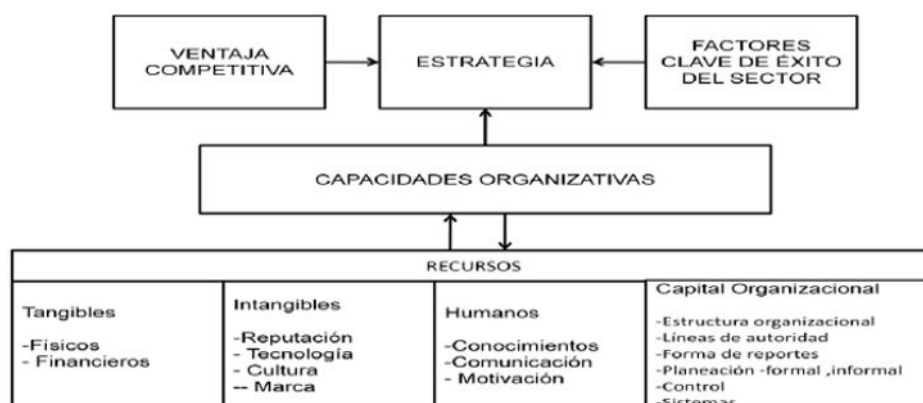 VENTAJA
COMPETITIVA
ESTRATEGIA
FACTORES
CLAVE DE ÉXITO
DEL SECTOR
CAPACIDADES ORGANIZATIVAS
RECURSOS
Tangibles
-Físicos
- Financieros
Intangibles
-Reputación
- Tecnología
- Cultura
-- Marca
Humanos
-Conocimientos
-Comunicación
- Motivación
Capital Organizacional
-Estructura organizacional
-Líneas de autoridad
-Forma de reportes
-Planeación -formal ,informal
-Control
-Sistemas